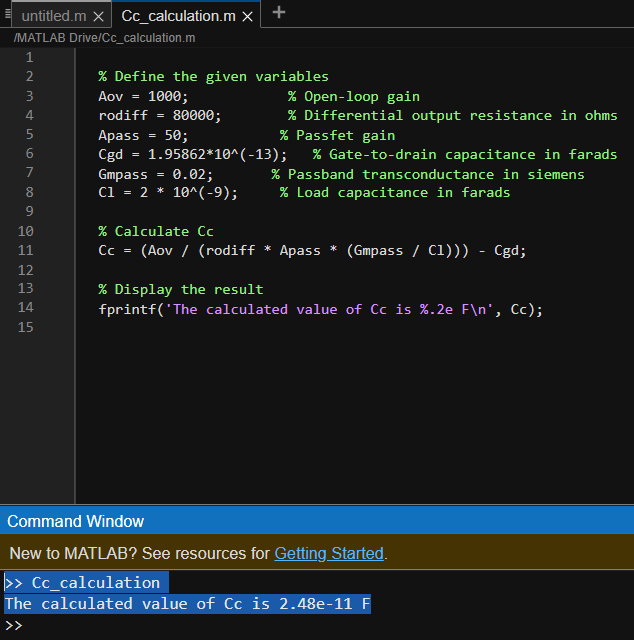 untitled.m × Cc_calculation.m × +
/MATLAB Drive/Cc_calculation.m
1
2 % Define the given variables
3 Aov = 1000; % Open-loop gain
4 rodiff = 80000; % Differential output resistance in ohms
5 Apass = 50; % Passfet gain
6 Cgd = 1.95862*10^(-13); % Gate-to-drain capacitance in farads
7 Gmpass = 0.02; % Passband transconductance in siemens
8 Cl = 2 * 10^(-9); % Load capacitance in farads
9
10 % Calculate Cc
11 Cc = (Aov / (rodiff * Apass * (Gmpass / Cl))) - Cgd;
12
13 % Display the result
14 fprintf('The calculated value of Cc is %.2e F\n', Cc);
15
Command Window
New to MATLAB? See resources for Getting Started.
>> Cc_calculation
The calculated value of Cc is 2.48e-11 F
>>